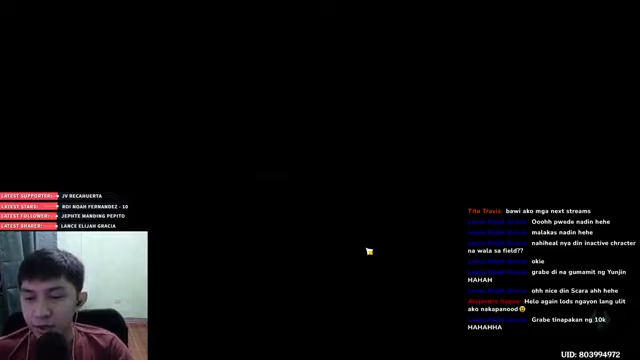 LATEST SUPPORTER: JV RECAHUERTA
LATEST STARS: ROI NOAH FERNANDEZ - 10
LATEST FOLLOWER: JEPHTE MANDING PEPITO
LATEST SHARER: LANCE ELIJAH GRACIA
Tito Travis: bawi ako mga next streams
Ooohh pwede nadin hehe
malakas nadin hehe
nahiheal nya din inactive chracter
na wala sa field??
okie
grabe di na gumamit ng Yunjin
HAHAH
ohh nice din Scara ahh hehe
Helo again lods ngayon lang ulit
ako nakapanood
Grabe tinapakan ng 10k
HAHAHHA
UID: 803994972